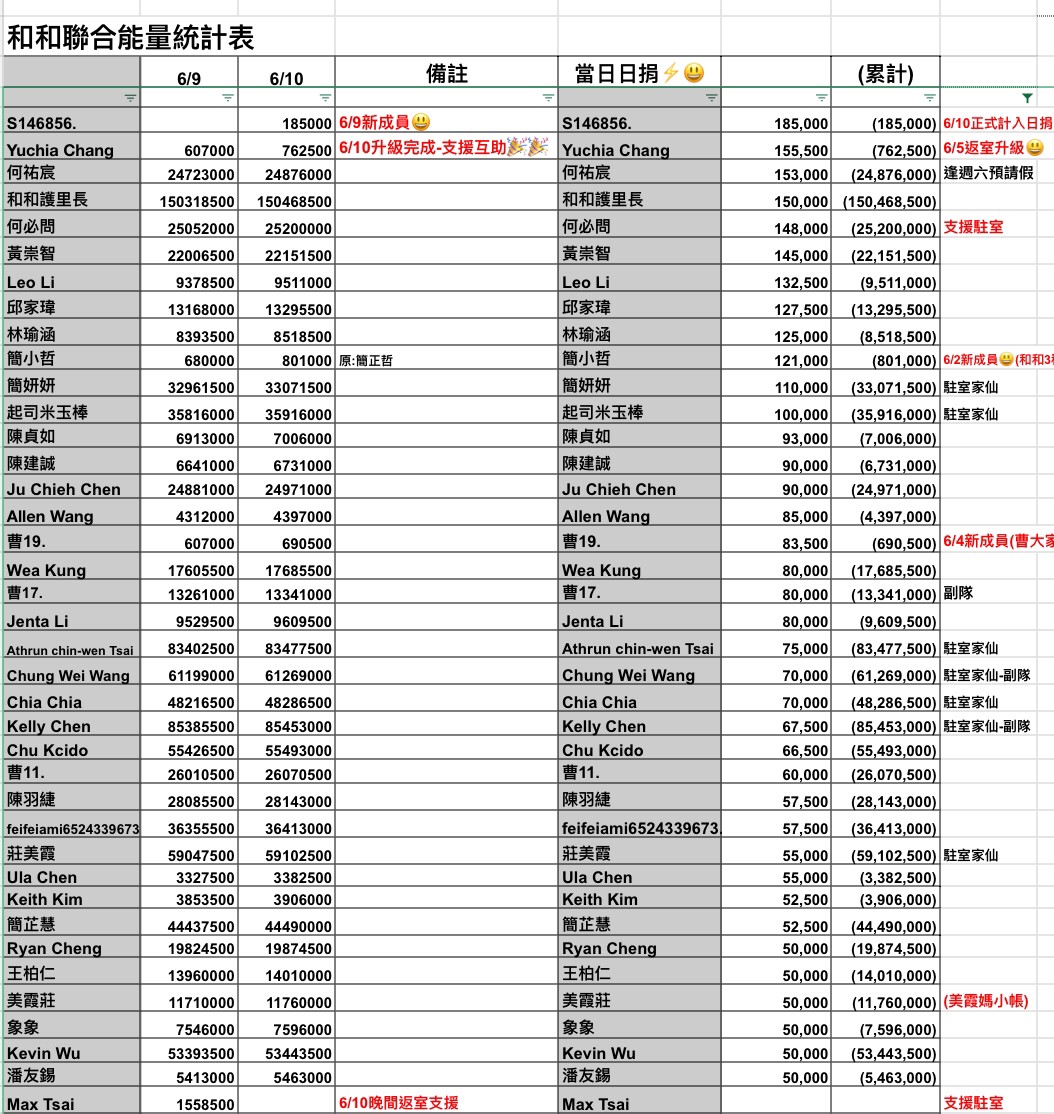 和和聯合能量統計表
6/9 6/10 備註 當日日捐⚡😃 (累計)
S146856. 185000 6/9新成員😃 S146856. 185,000 (185,000) 6/10正式計入日捐
Yuchia Chang 607000 762500 6/10升級完成-支援互助🎉🎉 Yuchia Chang 155,500 (762,500) 6/5返室升級😃
何祐宸 24723000 24876000 何祐宸 153,000 (24,876,000) 逢週六預請假
和和護里長 150318500 150468500 和和護里長 150,000 (150,468,500)
何必問 25052000 25200000 何必問 148,000 (25,200,000) 支援駐室
黃崇智 22006500 22151500 黃崇智 145,000 (22,151,500)
Leo Li 9378500 9511000 Leo Li 132,500 (9,511,000)
邱家瑋 13168000 13295500 邱家瑋 127,500 (13,295,500)
林瑜涵 8393500 8518500 林瑜涵 125,000 (8,518,500)
簡小哲 680000 801000 原:簡正哲 簡小哲 121,000 (801,000) 6/2新成員😃(和和3
簡妍妍 32961500 33071500 簡妍妍 110,000 (33,071,500) 駐室家仙
起司米玉棒 35816000 35916000 起司米玉棒 100,000 (35,916,000) 駐室家仙
陳貞如 6913000 7006000 陳貞如 93,000 (7,006,000)
陳建誠 6641000 6731000 陳建誠 90,000 (6,731,000)
Ju Chieh Chen 24881000 24971000 Ju Chieh Chen 90,000 (24,971,000)
Allen Wang 4312000 4397000 Allen Wang 85,000 (4,397,000)
曹19. 607000 690500 曹19. 83,500 (690,500) 6/4新成員(曹大家
Wea Kung 17605500 17685500 Wea Kung 80,000 (17,685,500)
曹17. 13261000 13341000 曹17. 80,000 (13,341,000) 副隊
Jenta Li 9529500 9609500 Jenta Li 80,000 (9,609,500)
Athrun chin-wen Tsai 83402500 83477500 Athrun chin-wen Tsai 75,000 (83,477,500) 駐室家仙
Chung Wei Wang 61199000 61269000 Chung Wei Wang 70,000 (61,269,000) 駐室家仙-副隊
Chia Chia 48216500 48286500 Chia Chia 70,000 (48,286,500) 駐室家仙
Kelly Chen 85385500 85453000 Kelly Chen 67,500 (85,453,000) 駐室家仙-副隊
Chu Kcido 55426500 55493000 Chu Kcido 66,500 (55,493,000)
曹11. 26010500 26070500 曹11. 60,000 (26,070,500)
陳羽緁 28085500 28143000 陳羽緁 57,500 (28,143,000)
feifeiami6524339673 36355500 36413000 feifeiami6524339673. 57,500 (36,413,000)
莊美霞 59047500 59102500 莊美霞 55,000 (59,102,500) 駐室家仙
Ula Chen 3327500 3382500 Ula Chen 55,000 (3,382,500)
Keith Kim 3853500 3906000 Keith Kim 52,500 (3,906,000)
簡芷慧 44437500 44490000 簡芷慧 52,500 (44,490,000)
Ryan Cheng 19824500 19874500 Ryan Cheng 50,000 (19,874,500)
王柏仁 13960000 14010000 王柏仁 50,000 (14,010,000)
美霞莊 11710000 11760000 美霞莊 50,000 (11,760,000) (美霞媽小帳)
象象 7546000 7596000 象象 50,000 (7,596,000)
Kevin Wu 53393500 53443500 Kevin Wu 50,000 (53,443,500)
潘友錫 5413000 5463000 潘友錫 50,000 (5,463,000)
Max Tsai 1558500 6/10晚間返室支援 Max Tsai 支援駐室